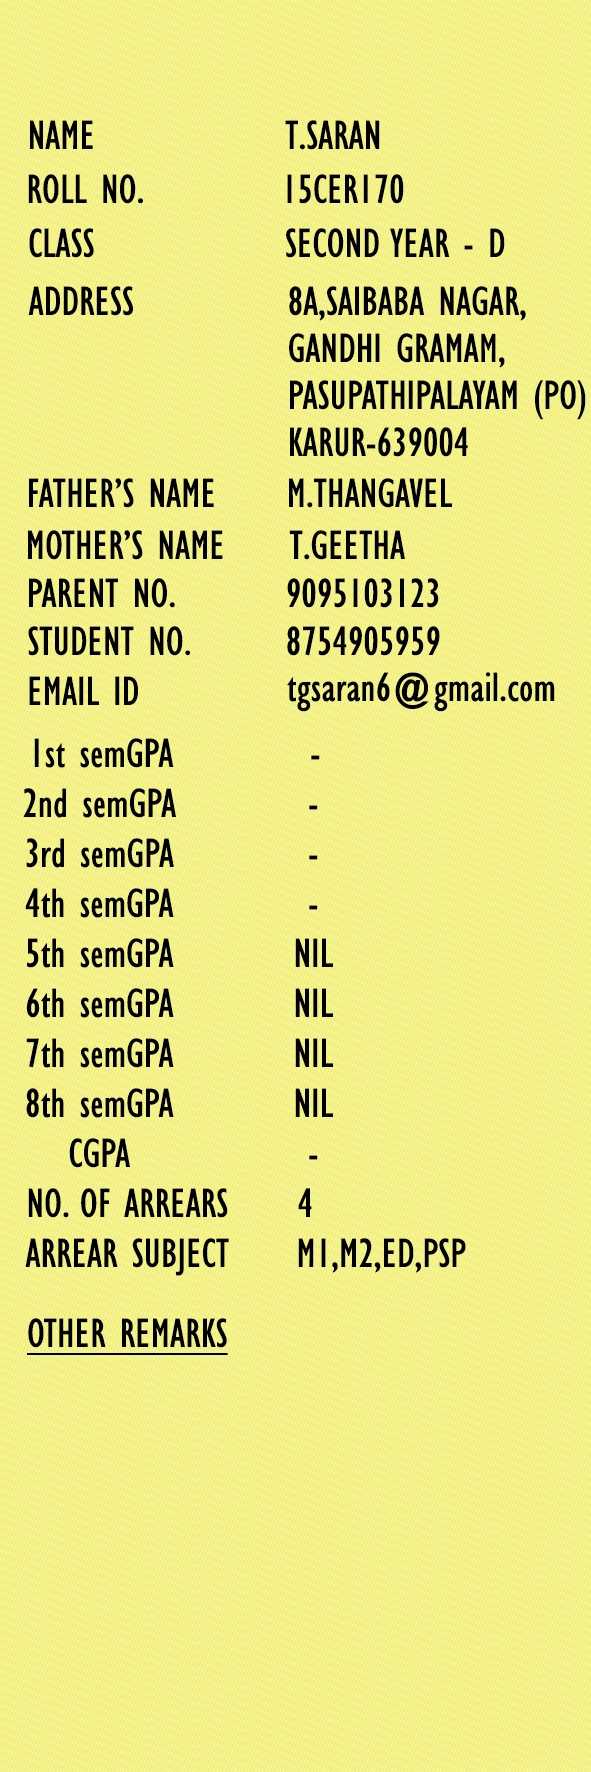 NAME T.SARAN
ROLL NO. 15CER170
CLASS SECOND YEAR - D
ADDRESS 8A,SAIBABA NAGAR,
GANDHI GRAMAM,
PASUPATHIPALAYAM (PO)
KARUR-639004
FATHER'S NAME M.THANGAVEL
MOTHER'S NAME T.GEETHA
PARENT NO. 9095103123
STUDENT NO. 8754905959
EMAIL ID tgsaran6@gmail.com
1st semGPA -
2nd semGPA -
3rd semGPA -
4th semGPA -
5th semGPA NIL
6th semGPA NIL
7th semGPA NIL
8th semGPA NIL
CGPA -
NO. OF ARREARS 4
ARREAR SUBJECT M1,M2,ED,PSP
OTHER REMARKS